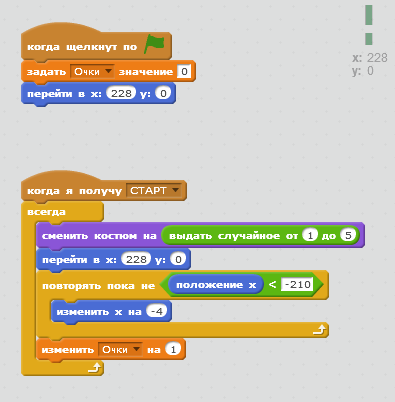 когда щелкнут по
задать Очки значение 0
перейти в x: 228 y: 0
x: 228
y: 0
когда я получу СТАРТ
всегда
сменить костюм на выдать случайное от 1 до 5
перейти в x: 228 y: 0
повторять пока не положение x < -210
изменить x на -4
изменить Очки на 1